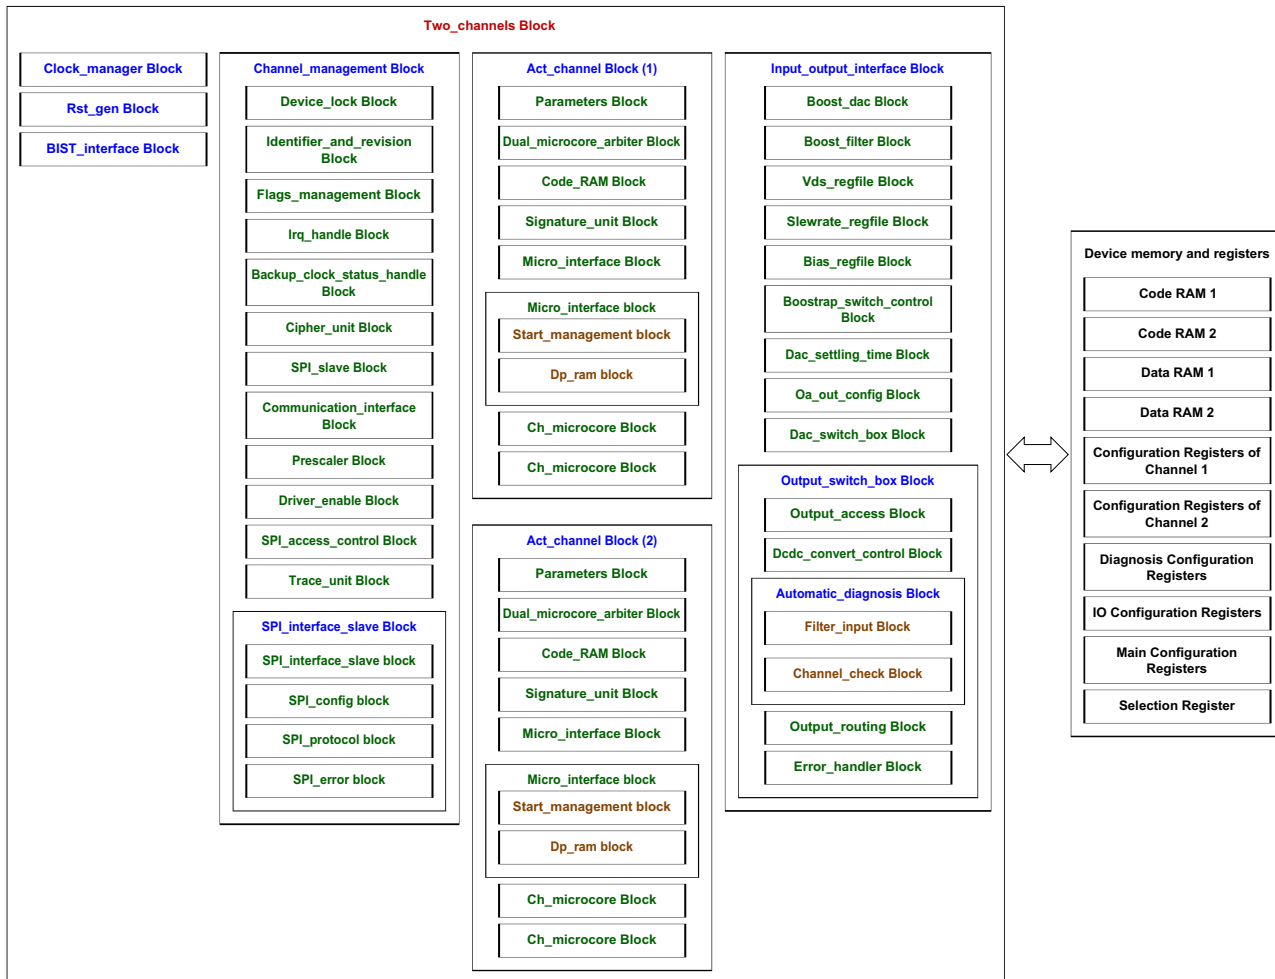 Two_channels Block
Clock_manager Block
Rst_gen Block
BIST_interface Block
Channel_management Block
Device_lock Block
Identifier_and_revision
Block
Flags_management Block
Irq_handle Block
Backup_clock_status_handle
Block
Cipher_unit Block
SPI_slave Block
Communication_interface
Block
Prescaler Block
Driver_enable Block
SPI_access_control Block
Trace_unit Block
SPI_interface_slave Block
SPI_interface_slave block
SPI_config block
SPI_protocol block
SPI_error block
Act_channel Block (1)
Parameters Block
Dual_microcore_arbiter Block
Code_RAM Block
Signature_unit Block
Micro_interface Block
Micro_interface block
Start_management block
Dp_ram block
Ch_microcore Block
Ch_microcore Block
Act_channel Block (2)
Parameters Block
Dual_microcore_arbiter Block
Code_RAM Block
Signature_unit Block
Micro_interface Block
Micro_interface block
Start_management block
Dp_ram block
Ch_microcore Block
Ch_microcore Block
Input_output_interface Block
Boost_dac Block
Boost_filter Block
Vds_regfile Block
Slewrate_regfile Block
Bias_regfile Block
Boostrap_switch_control
Block
Dac_settling_time Block
Oa_out_config Block
Dac_switch_box Block
Output_switch_box Block
Output_access Block
Dcdc_convert_control Block
Automatic_diagnosis Block
Filter_input Block
Channel_check Block
Output_routing Block
Error_handler Block
Device memory and registers
Code RAM 1
Code RAM 2
Data RAM 1
Data RAM 2
Configuration Registers of
Channel 1
Configuration Registers of
Channel 2
Diagnosis Configuration
Registers
IO Configuration Registers
Main Configuration
Registers
Selection Register